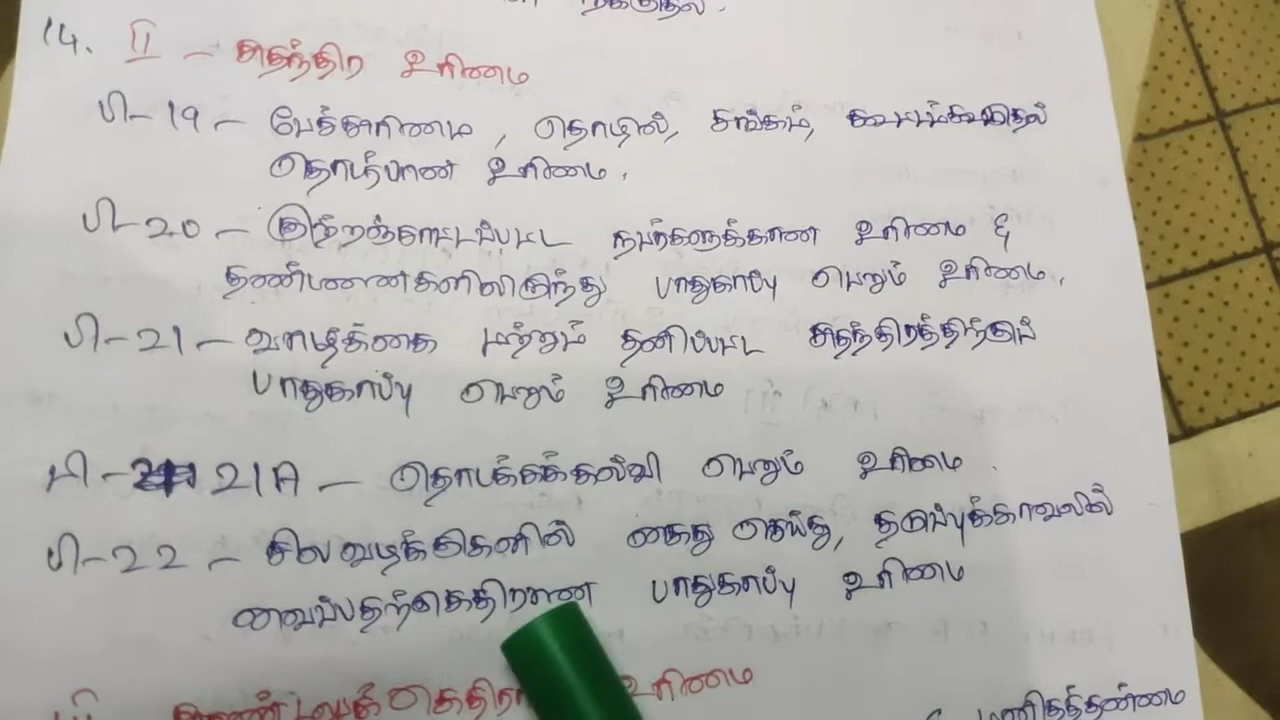 14. II - சுதந்திர உரிமை
பி-19 - பேச்சுரிமை, தொழில், சங்கம், கூட்டம்கூடுதல்
தொடர்பான உரிமை.
பி-20 - குற்றஞ்சாட்டப்பட்ட நபர்களுக்கான உரிமை &
தண்டனைகளிலிருந்து பாதுகாப்பு பெறும் உரிமை.
பி-21 - வாழ்க்கை மற்றும் தனிப்பட்ட சுதந்திரத்திற்குப்
பாதுகாப்பு பெறும் உரிமை
பி-21A - தொடக்கக்கல்வி பெறும் உரிமை.
பி-22 - சில வழக்குகளில் கைது செய்து, தடுப்புக்காவலில்
வைப்பதற்கெதிரான பாதுகாப்பு உரிமை
உரிமை